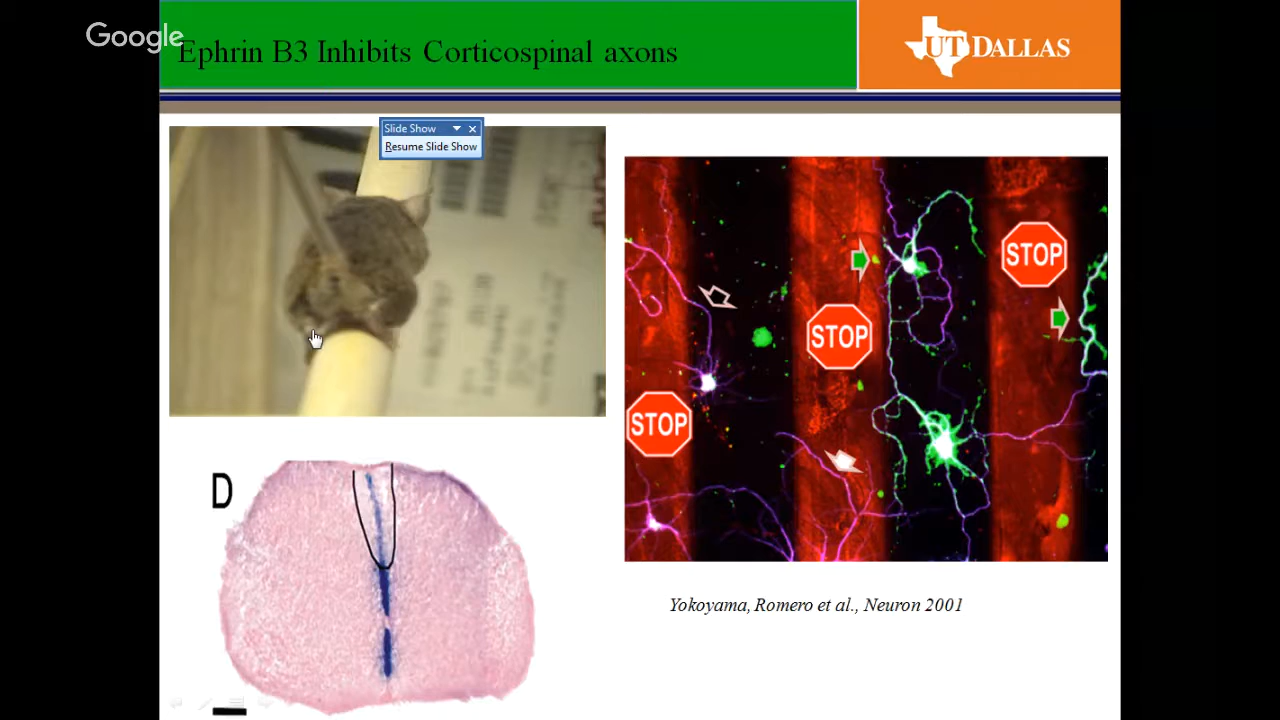 Google
Ephrin B3 Inhibits Corticospinal axons
UT DALLAS
Slide Show
Resume Slide Show
STOP
STOP
STOP
D
Yokoyama, Romero et al., Neuron 2001